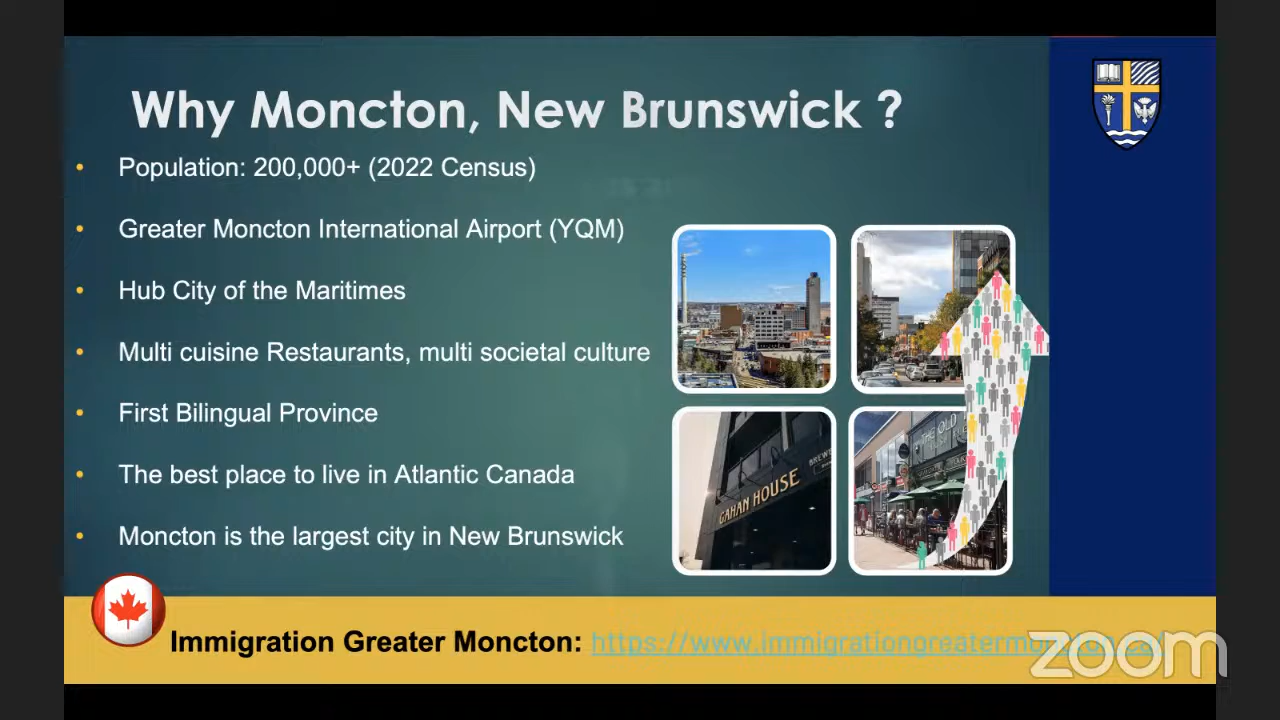 Why Moncton, New Brunswick ?
• Population: 200,000+ (2022 Census)
• Greater Moncton International Airport (YQM)
• Hub City of the Maritimes
• Multi cuisine Restaurants, multi societal culture
• First Bilingual Province
• The best place to live in Atlantic Canada
• Moncton is the largest city in New Brunswick
GAHAN HOUSE
THE OLD
Immigration Greater Moncton: https://www.immigrationgreatermoncton.ca/
zoom